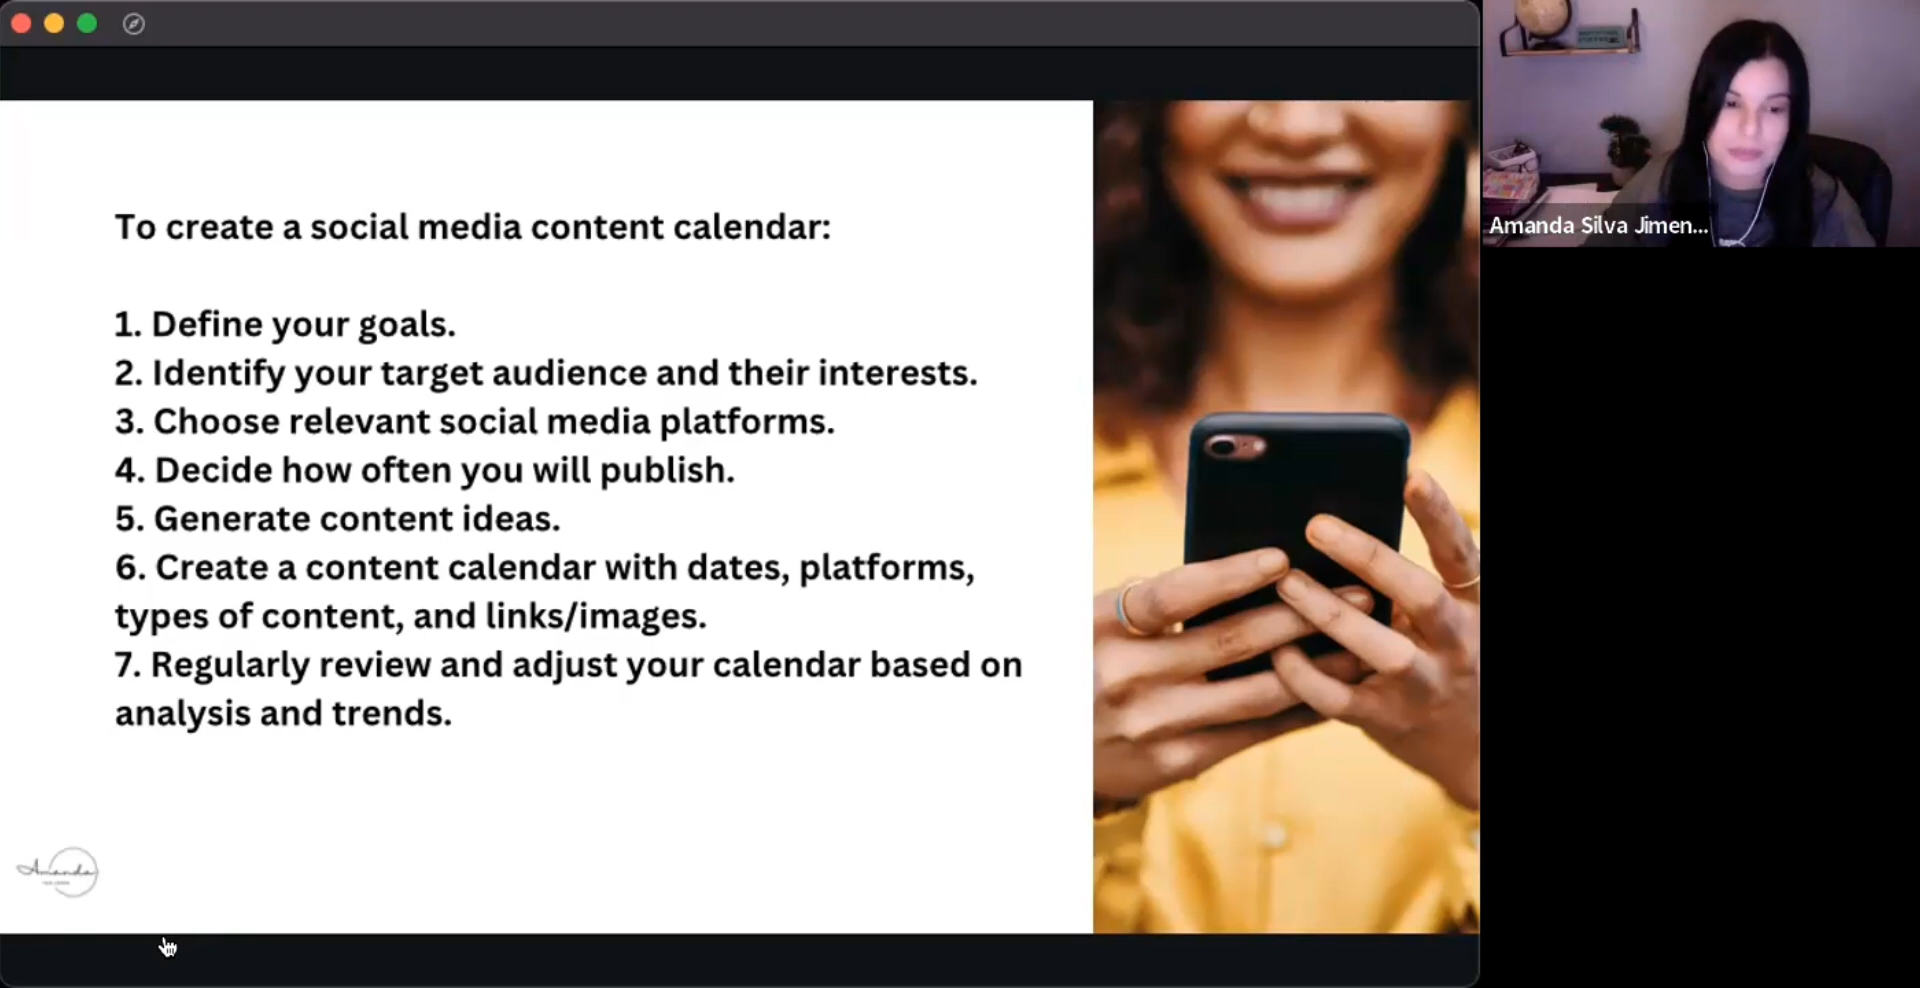 To create a social media content calendar:
1. Define your goals.
2. Identify your target audience and their interests.
3. Choose relevant social media platforms.
4. Decide how often you will publish.
5. Generate content ideas.
6. Create a content calendar with dates, platforms,
types of content, and links/images.
7. Regularly review and adjust your calendar based on
analysis and trends.
Amanda
Amanda Silva Jimen...